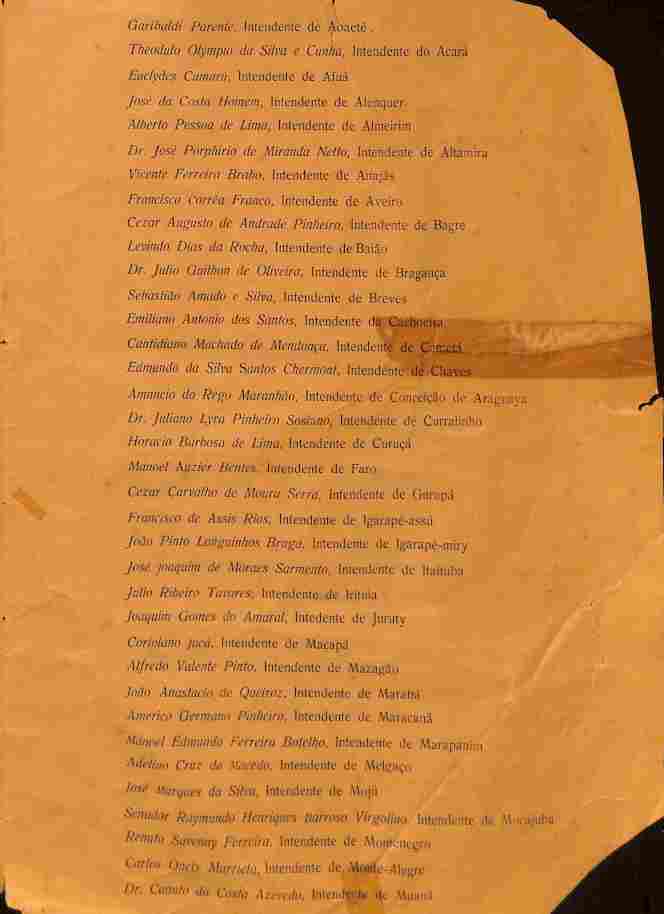 Garibaldi Parente, Intendente de Aoaeté.
Theodulo Olympio da Silva e Cunha, Intendente do Acará
Euclydes Camara, Intendente de Afuá
José da Costa Homem, Intendente de Alenquer
Alberto Pessoa de Lima, Intendente de Almeirim
Dr. José Porphirio de Miranda Netto, Intendente de Altamira
Vicente Ferreira Brabo, Intendente de Anajás
Francisco Corrêa Franco, Intendente de Aveiro
Cezar Augusto de Andrade Pinheiro, Intendente de Bagre
Levindo Dias da Rocha, Intendente de Baião
Dr. Julio Guilhon de Oliveira, Intendente de Bragança
Sebastião Amado e Silva, Intendente de Breves
Emiliano Antonio dos Santos, Intendente da Cachoeira
Cantidiano Machado de Mendonça, Intendente de Cametá
Edmundo da Silva Santos Chermont, Intendente de Chaves
Amancio do Rego Maranhão, Intendente de Conceição de Araguaya
Dr. Juliano Lyra Pinheiro Sosiano, Intendente de Curralinho
Horacio Barbosa de Lima, Intendente de Curuçá
Manoel Auzier Bentes, Intendente de Faro
Cezar Carvalho de Moura Serra, Intendente de Gurupá
Francisco de Assis Rios, Intendente de Igarapé-assú
João Pinto Languinhos Braga, Intendente de Igarapé-miry
José Joaquim de Moraes Sarmento, Intendente de Itaituba
Julio Ribeiro Tavares, Intendente de Irituia
Joaquim Gomes do Amaral, Intedente de Juruty
Coriolano Jucá, Intendente de Macapá
Alfredo Valente Pinto, Intendente de Mazagão
João Anastacio de Queiroz, Intendente de Marabá
Americo Germano Pinheiro, Intendente de Maracanã
Manoel Edmundo Ferreira Botelho, Intendente de Marapanim
Adelino Cruz de Macedo, Intendente de Melgaço
José Marques da Silva, Intendente de Mojú
Senador Raymundo Henriques Barroso Virgolino, Intendente de Mocajuba
Renato Ferreira, Intendente de Montenegro
Carlos Intendente de Monte-Alegre
Dr. da Costa Azevedo, Intendente de Muaná